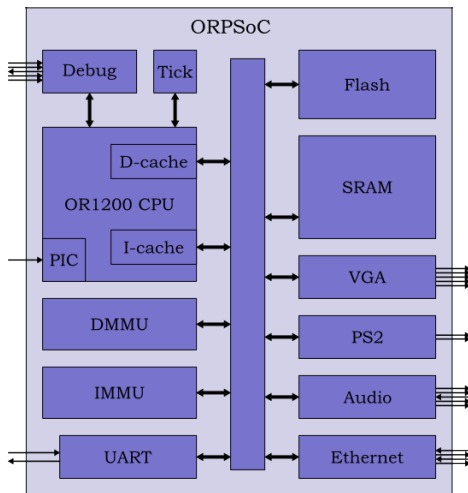 ORPSoC
Debug
Tick
Flash
D-cache
SRAM
OR1200 CPU
I-cache
PIC
VGA
DMMU
PS2
IMMU
Audio
UART
Ethernet